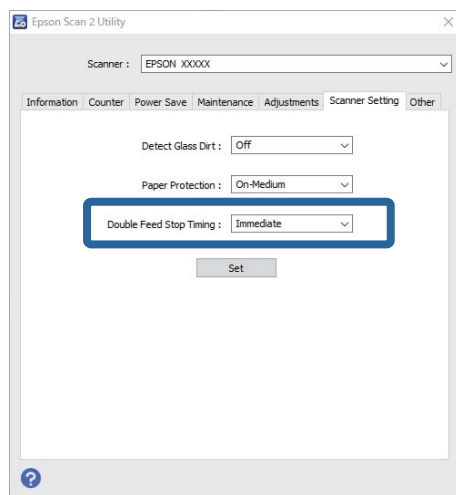 Epson Scan 2 Utility
Scanner : EPSON XXXXX
Information Counter Power Save Maintenance Adjustments Scanner Setting Other
Detect Glass Dirt : Off
Paper Protection : On-Medium
Double Feed Stop Timing : Immediate
Set
?